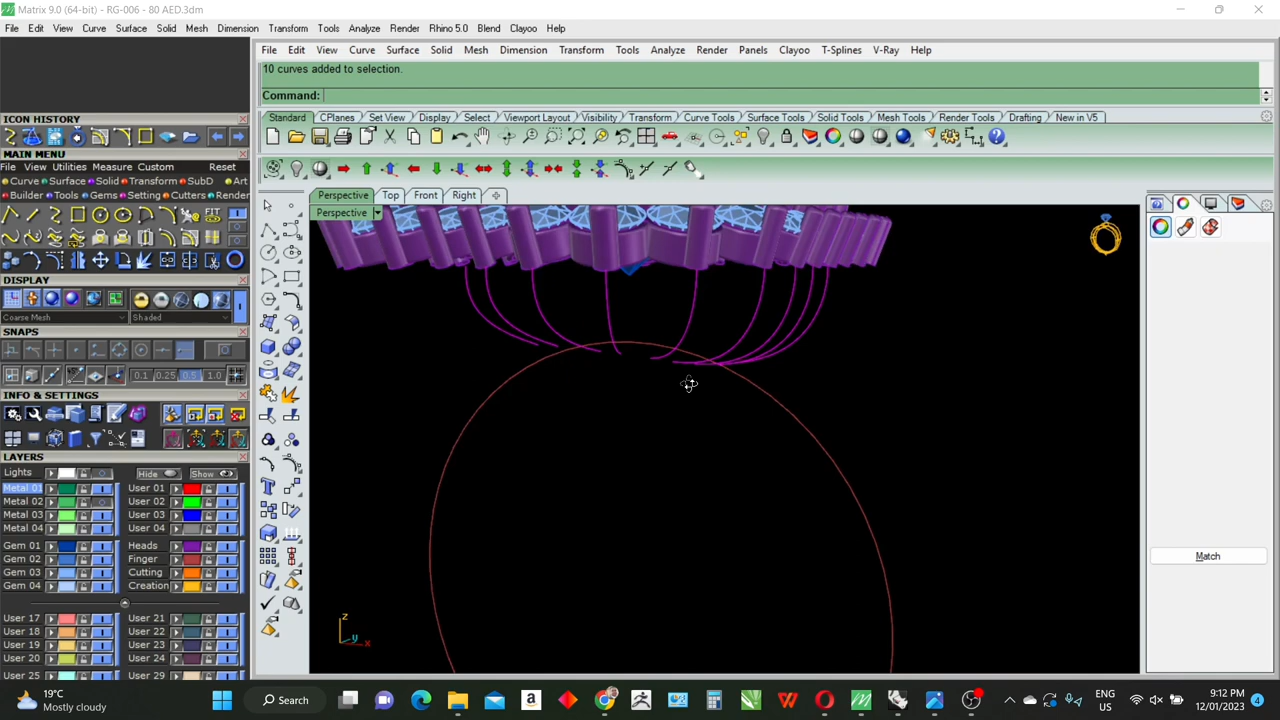 Matrix 9.0 (64-bit) - RG-006 - 80 AED.3dm
File Edit View Curve Surface Solid Mesh Dimension Transform Tools Analyze Render Rhino 5.0 Blend Clayoo Help
File Edit View Curve Surface Solid Mesh Dimension Transform Tools Analyze Render Panels Clayoo T-Splines V-Ray Help
10 curves added to selection.
Command:
Standard CPlanes Set View Display Select Viewport Layout Visibility Transform Curve Tools Surface Tools Solid Tools Mesh Tools Render Tools Drafting New in V5
ICON HISTORY
MAIN MENU
File View Utilities Measure Custom Reset
Curve Surface Solid Transform SubD Art
Builder Tools Gems Setting Cutters Render
Perspective Top Front Right
Perspective
DISPLAY
Coarse Mesh Shaded
SNAPS
0.1 0.25 0.5 1.0
INFO & SETTINGS
LAYERS
Lights Hide Show
Metal 01 User 01
Metal 02 User 02
Metal 03 User 03
Metal 04 User 04
Gem 01 Heads
Gem 02 Finger
Gem 03 Cutting
Gem 04 Creation
User 17 User 21
User 18 User 22
User 19 User 23
User 20 User 24
User 25 User 29
Match
z
y
x
19°C
Mostly cloudy
Search
ENG
US
9:12 PM
12/01/2023
4